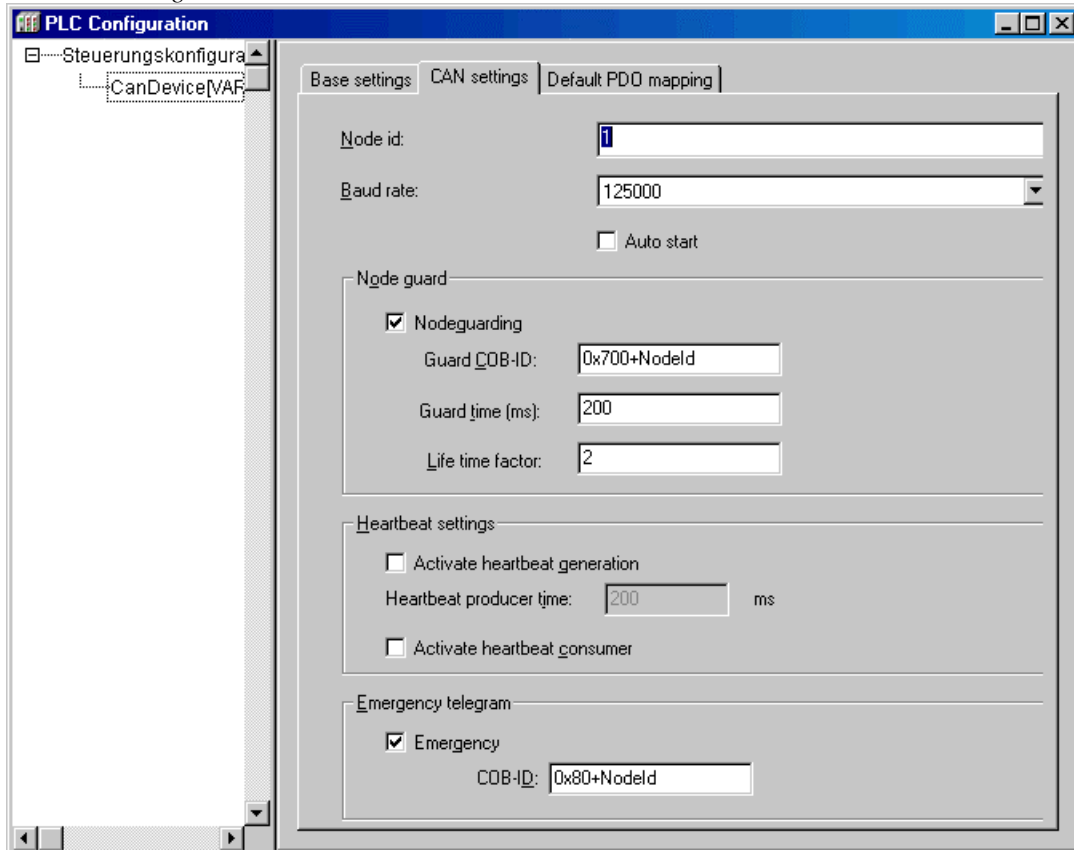 PLC Configuration
Steuerungskonfigura
CanDevice[VAR
Base settings
CAN settings
Default PDO mapping
Node id:
1
Baud rate:
125000
Auto start
Node guard
Nodeguarding
Guard COB-ID:
0x700+NodeId
Guard time (ms):
200
Life time factor:
2
Heartbeat settings
Activate heartbeat generation
Heartbeat producer time:
200
ms
Activate heartbeat consumer
Emergency telegram
Emergency
COB-ID:
0x80+NodeId